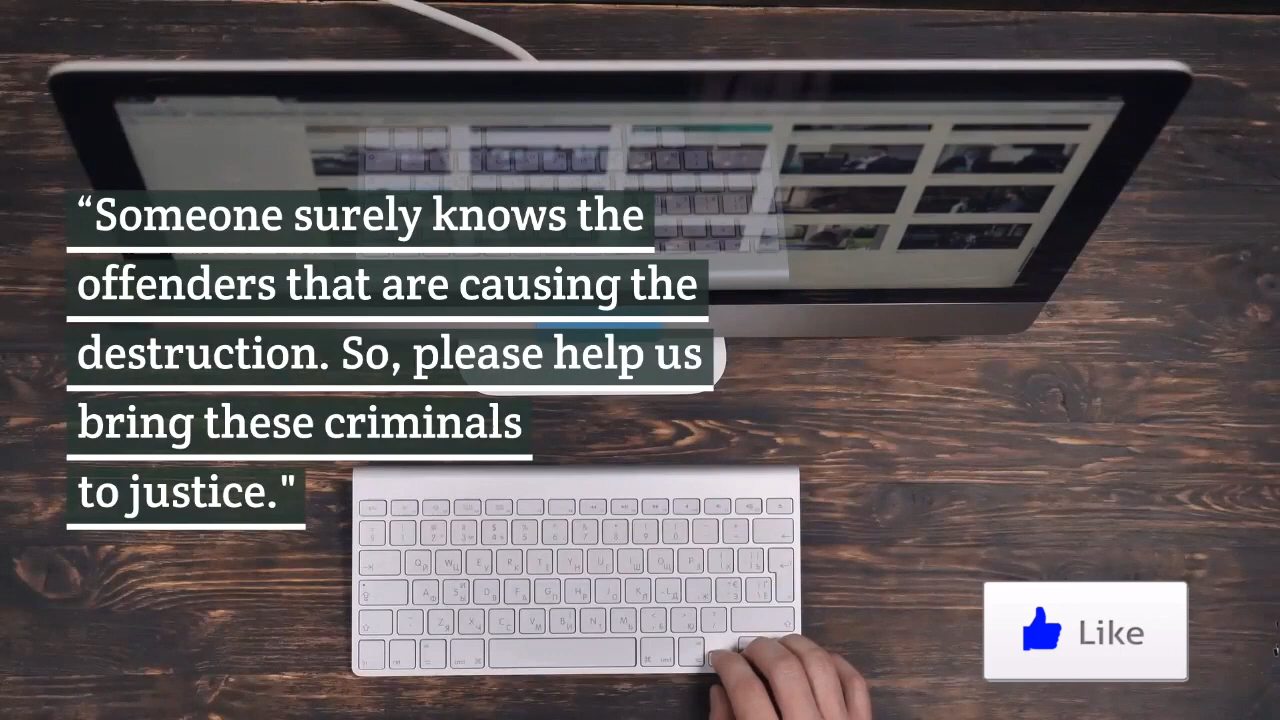 “Someone surely knows the
offenders that are causing the
destruction. So, please help us
bring these criminals
to justice."
Like